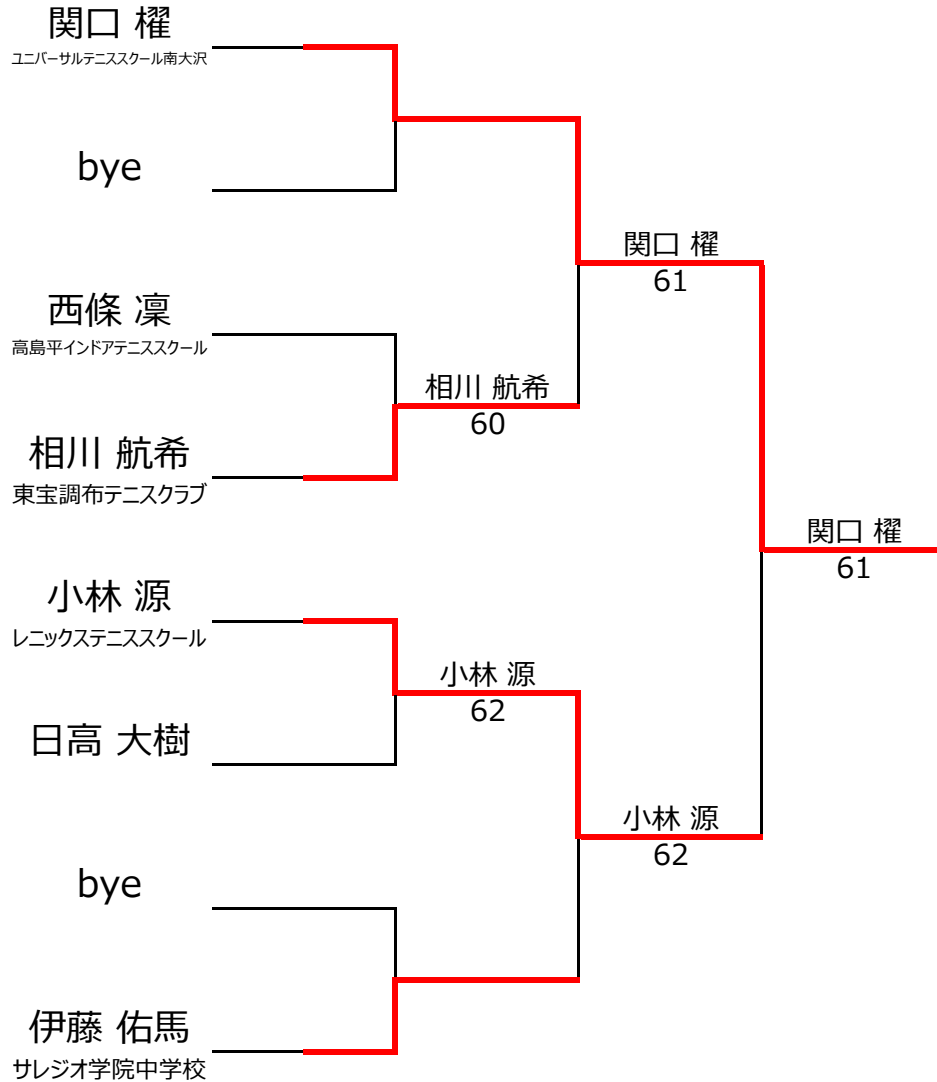 関口 櫂
ユニバーサルテニススクール南大沢
bye
西條 凜
高島平インドアテニススクール
相川 航希
東宝調布テニスクラブ
小林 源
レニックステニススクール
日高 大樹
bye
伊藤 佑馬
サレジオ学院中学校
相川 航希
60
小林 源
62
関口 櫂
61
小林 源
62
関口 櫂
61